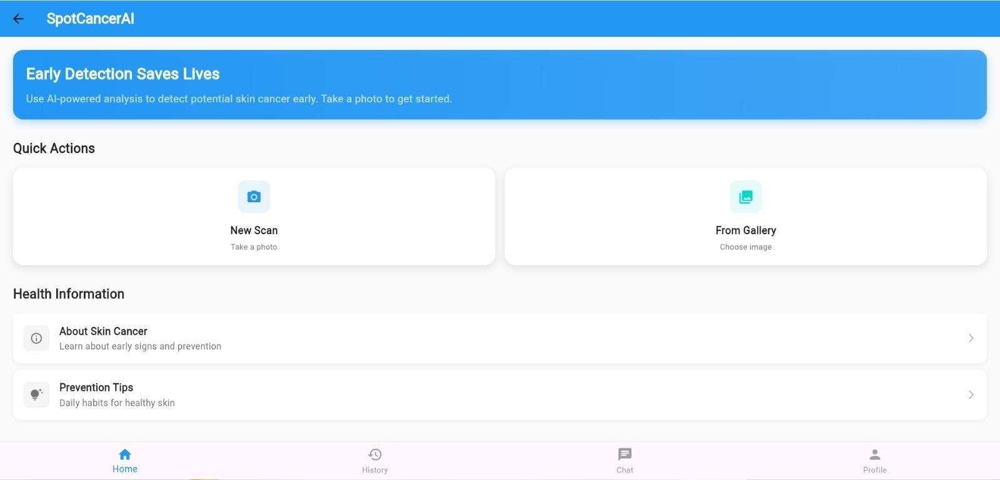 SpotCancerAI
Early Detection Saves Lives
Use AI-powered analysis to detect potential skin cancer early. Take a photo to get started.
Quick Actions
New Scan
Take a photo
From Gallery
Choose image
Health Information
About Skin Cancer
Learn about early signs and prevention
Prevention Tips
Daily habits for healthy skin
Home
History
Chat
Profile